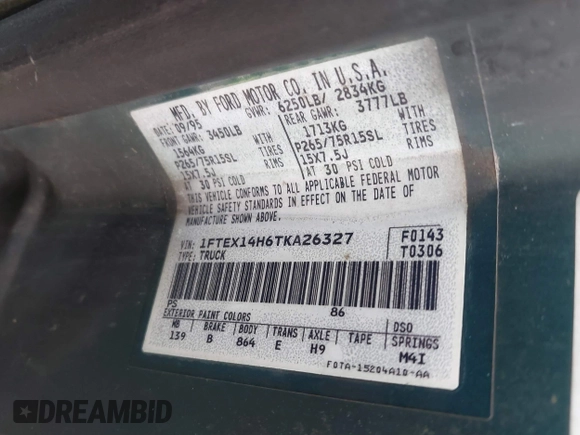 MFD. BY FORD MOTOR CO. IN U.S.A.
DATE: 09/95 GVWR: 6250LB/ 2834KG
FRONT GAWR: 3450LB REAR GAWR: 3777LB
1564KG WITH 1713KG WITH
P265/75R15SL TIRES P265/75R15SL TIRES
15X7.5J RIMS 15X7.5J RIMS
AT 30 PSI COLD AT 30 PSI COLD
THIS VEHICLE CONFORMS TO ALL APPLICABLE FEDERAL MOTOR
VEHICLE SAFETY STANDARDS IN EFFECT ON THE DATE OF
MANUFACTURE SHOWN ABOVE.
VIN: 1FTEX14H6TKA26327 F0143
TYPE: TRUCK T0306
PS 86
EXTERIOR PAINT COLORS DSO
WB BRAKE BODY TRANS AXLE TAPE SPRINGS
139 B 864 E H9 M4I
F0TA-15204A10-AA
DREAMBID